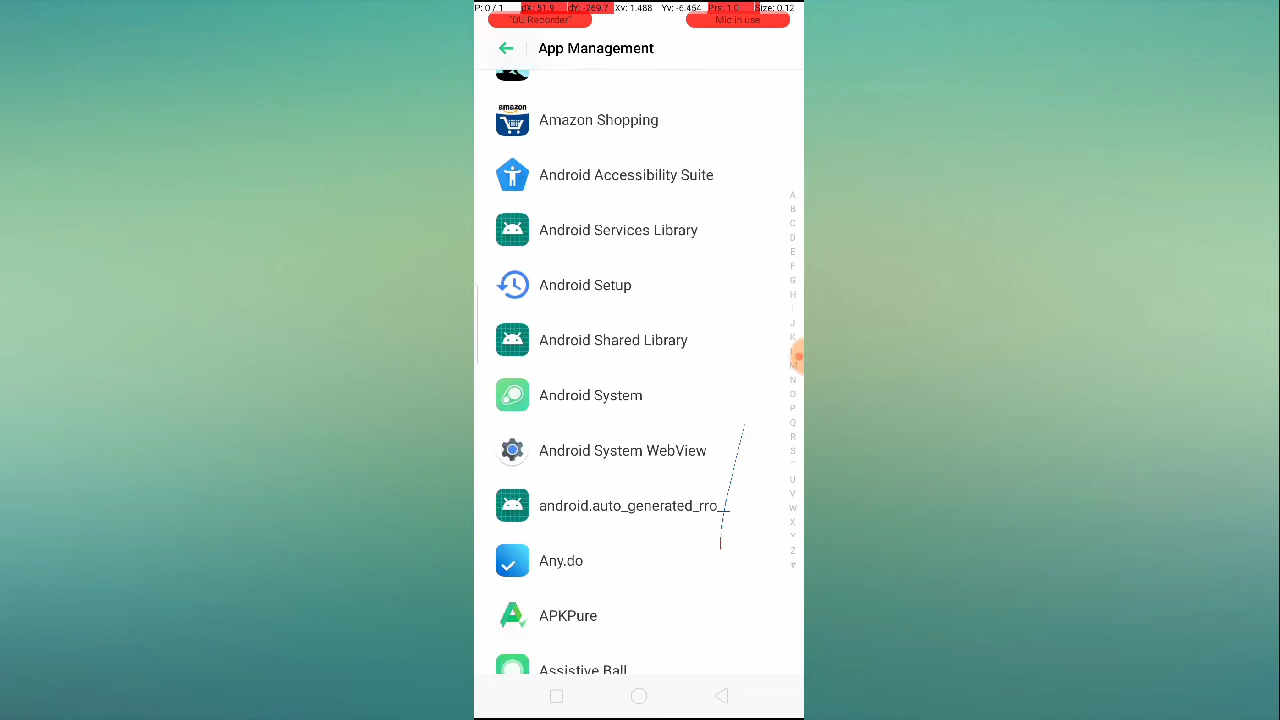 P: 0 / 1 dX: 51.9 dY: -269.7 Xv: 1.488 Yv: -6.454 Prs: 1.0 Size: 0.12
"DU Recorder" Mic in use
App Management
amazon
Amazon Shopping
Android Accessibility Suite
Android Services Library
Android Setup
Android Shared Library
Android System
Android System WebView
android.auto_generated_rro__
Any.do
APKPure
Assistive Ball
A
B
C
D
E
F
G
H
I
J
K
M
N
O
P
Q
R
S
U
V
W
X
Y
Z
#